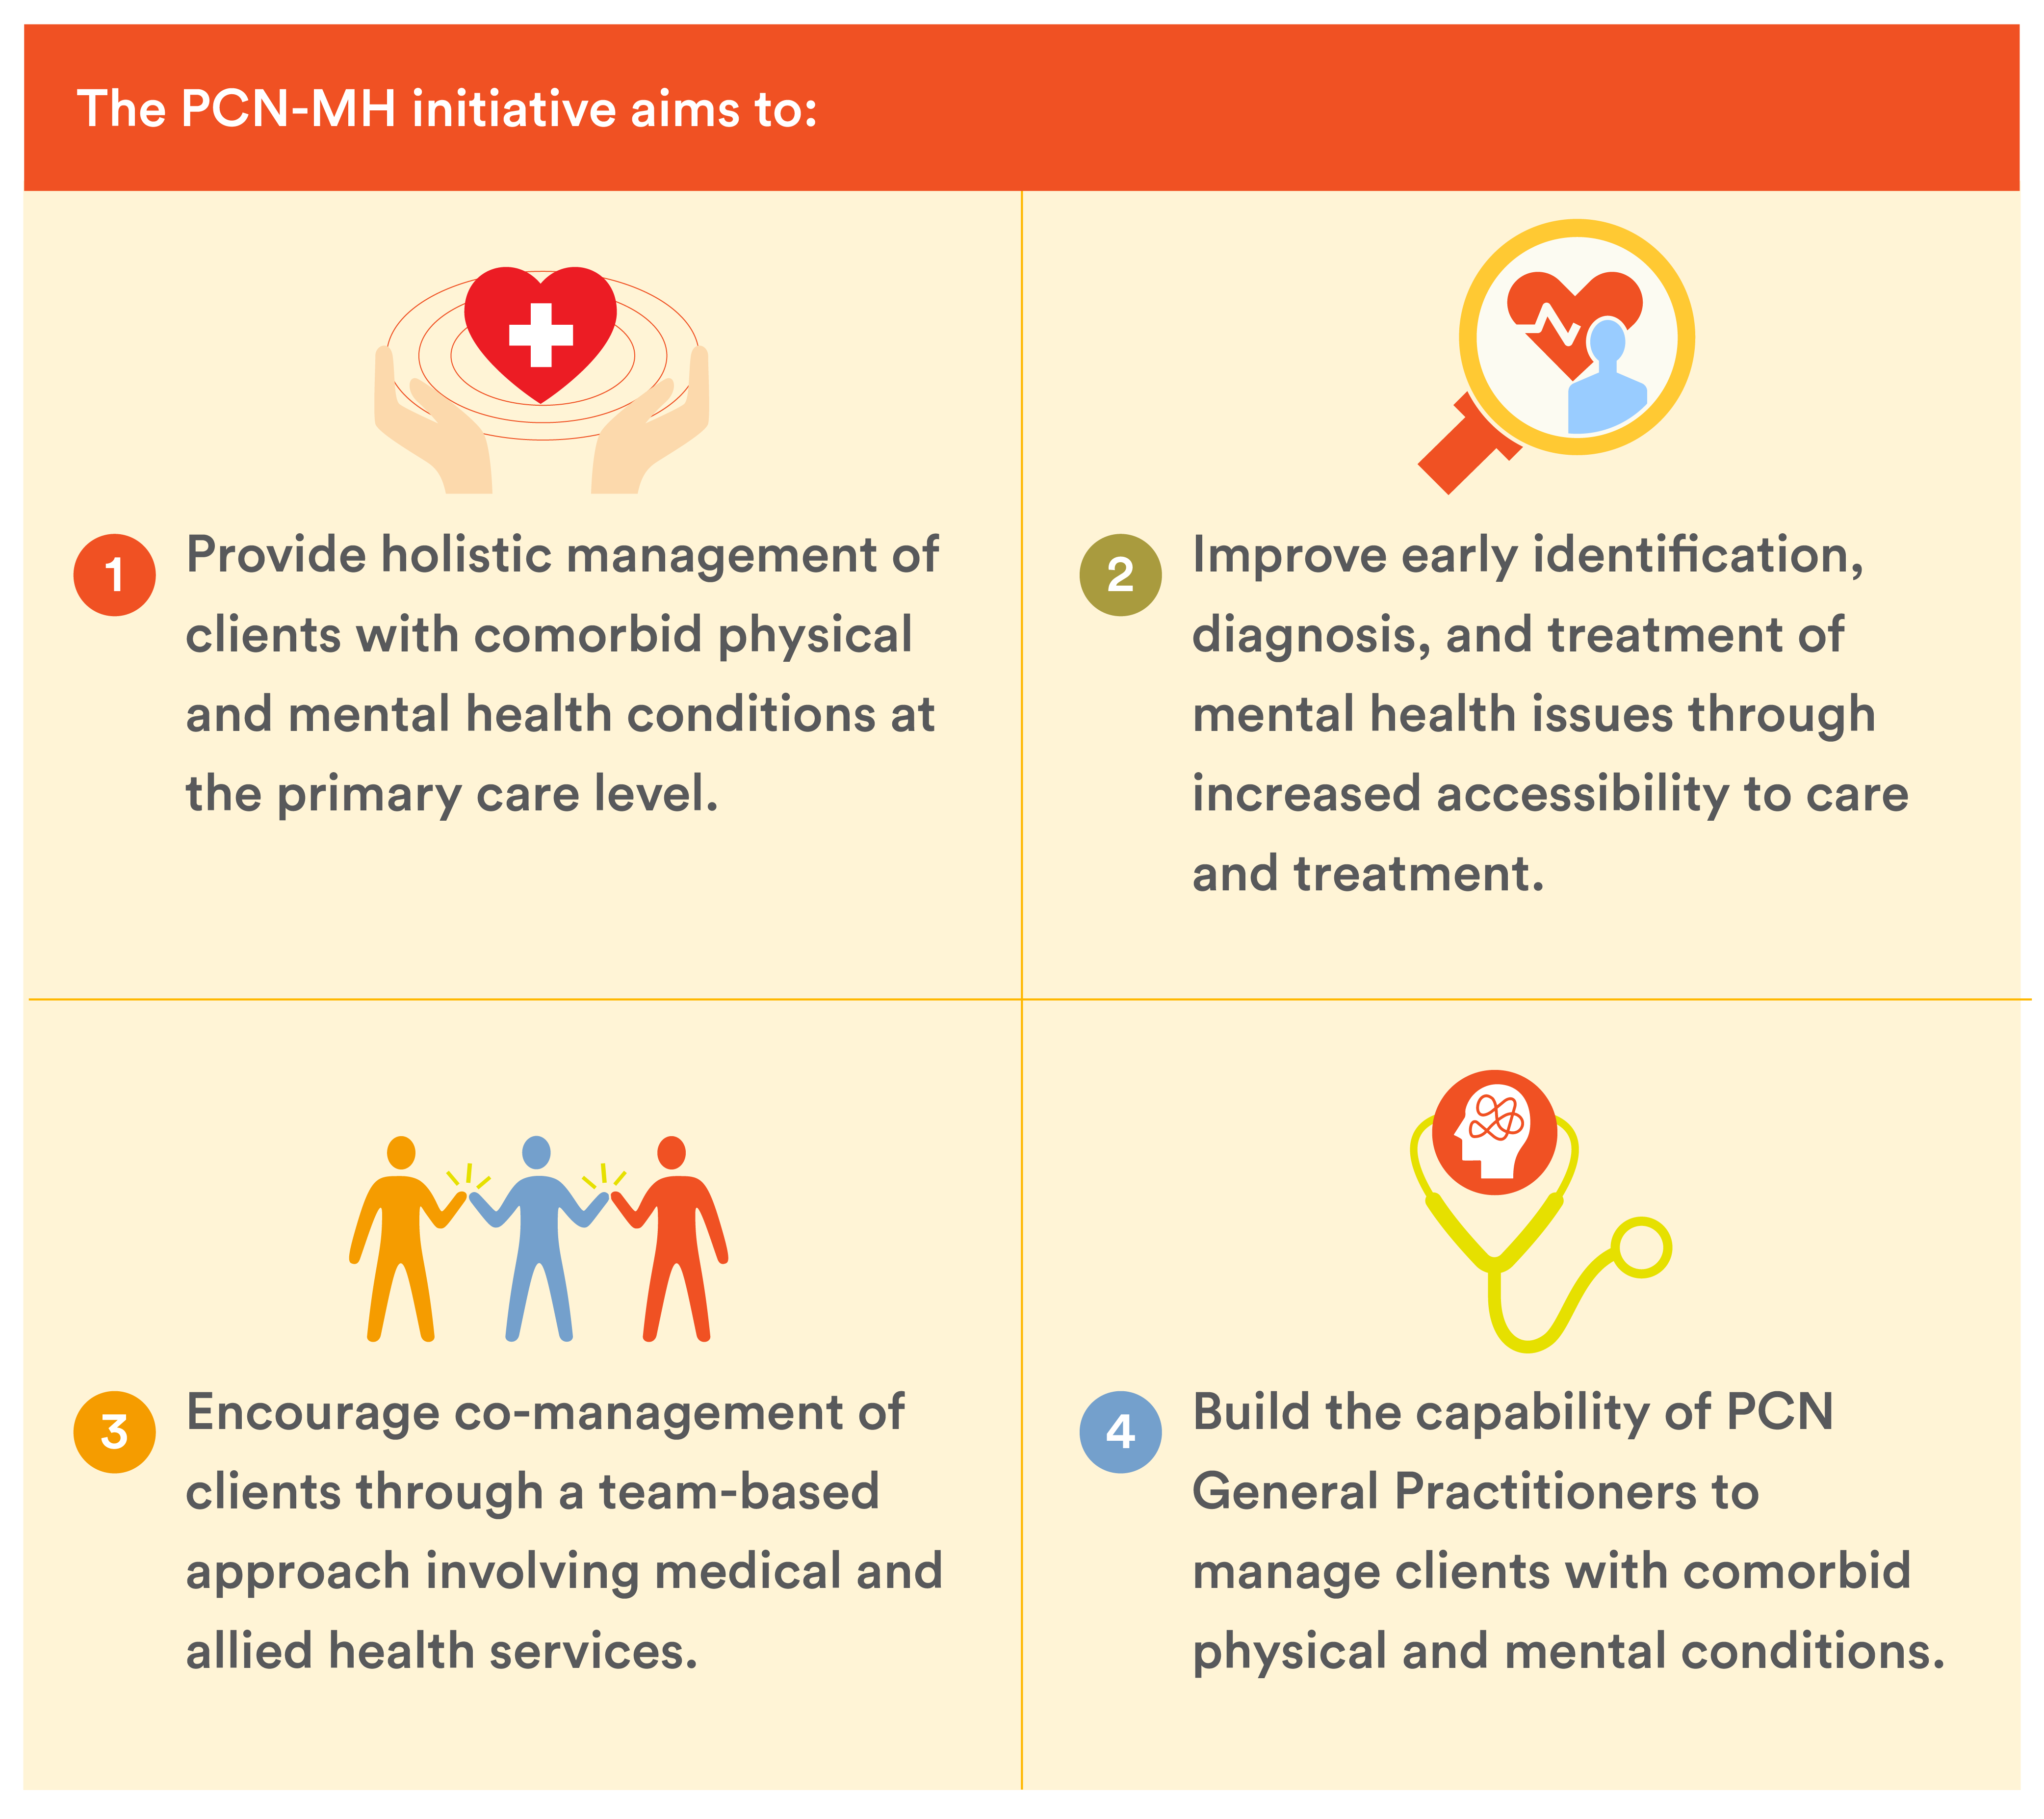 The PCN-MH initiative aims to:
1
Provide holistic management of
clients with comorbid physical
and mental health conditions at
the primary care level.
2
Improve early identification,
diagnosis, and treatment of
mental health issues through
increased accessibility to care
and treatment.
3
Encourage co-management of
clients through a team-based
approach involving medical and
allied health services.
4
Build the capability of PCN
General Practitioners to
manage clients with comorbid
physical and mental conditions.